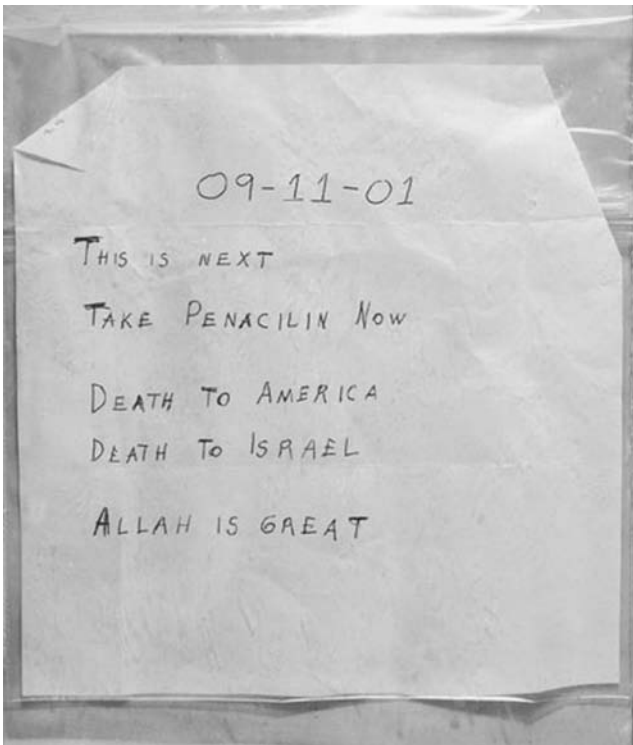 09-11-01
THIS IS NEXT
TAKE PENACILIN NOW
DEATH TO AMERICA
DEATH TO ISRAEL
ALLAH IS GREAT